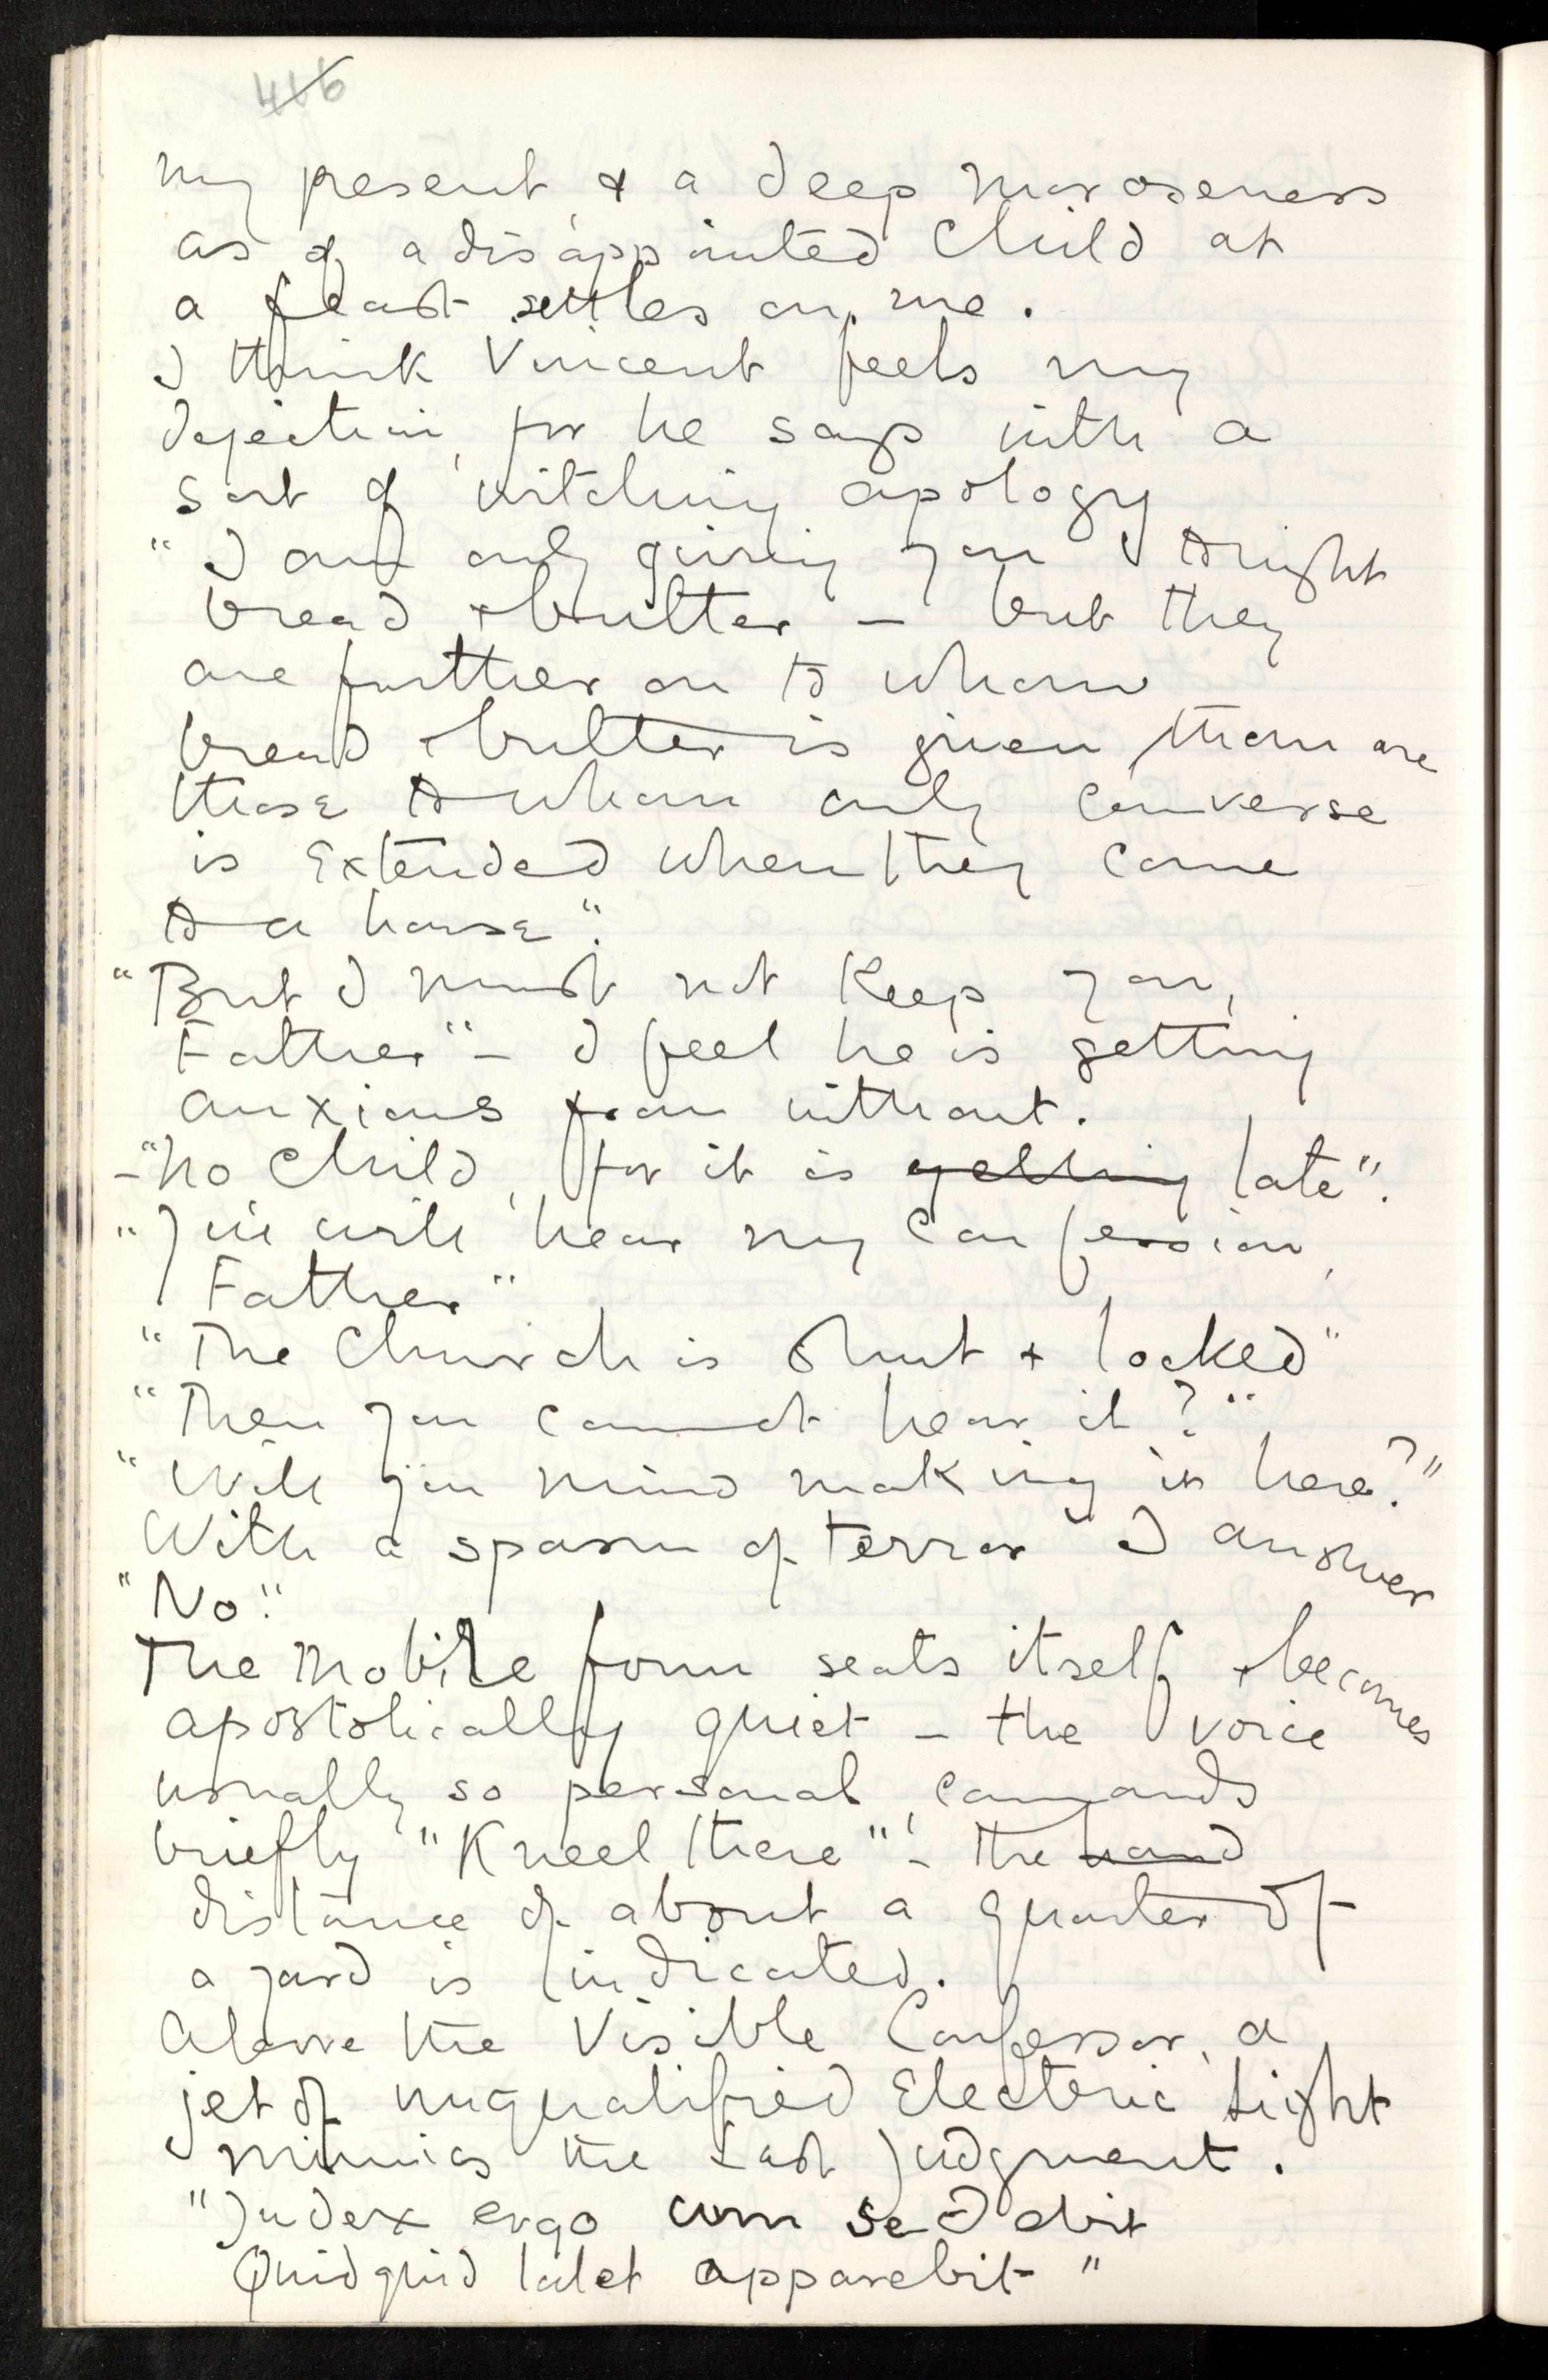 416
my present & a deep moroseness
as of a disappointed child at
a feast settles on me.
I think Vincent feels my
dejection, for he says with a
sort of witching apology
"I am only giving you tonight
bread & butter – but they
are further on to whom
bread & butter is given than are
those to whom only converse
is extended when they come
to a house".
"But I must not keep you,
Father" – I feel he is getting
anxious from without.
– "No child, for it is getting late".
"You will hear my confession,
Father"
"The Church is shut & locked"
"Then you cannot hear it?"
"Will you mind making it here?"
With a spasm of terror I answer
"No."
The mobile form seats itself & becomes
apostolically quiet – the voice
usually so personal, commands
briefly "Kneel there" – the hand
distance of about a quarter of
a yard is indicated.
Above the Visible Confessor, a
jet of unqualified Electric Light
mimics the Last Judgment.
"Judex ergo cum sedebit
Quidquid latet apparebit"